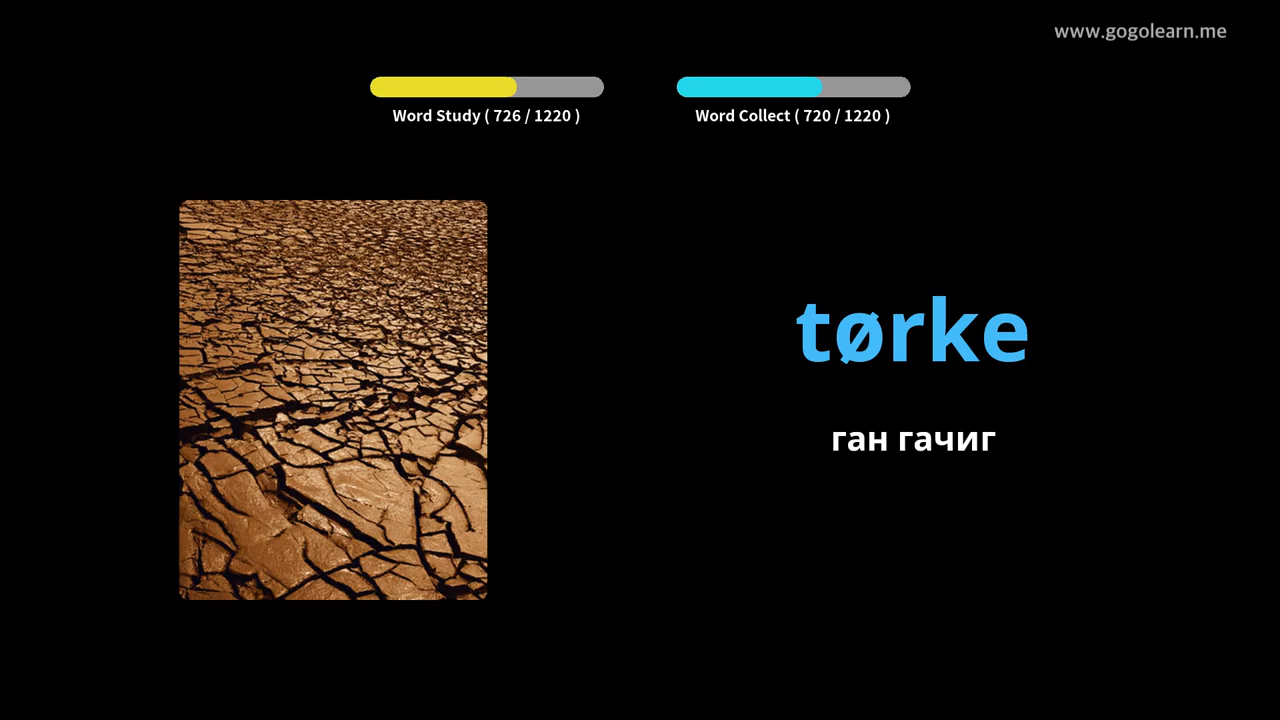 www.gogolearn.me
Word Study ( 726 / 1220 )
Word Collect ( 720 / 1220 )
tørke
ган гачиг